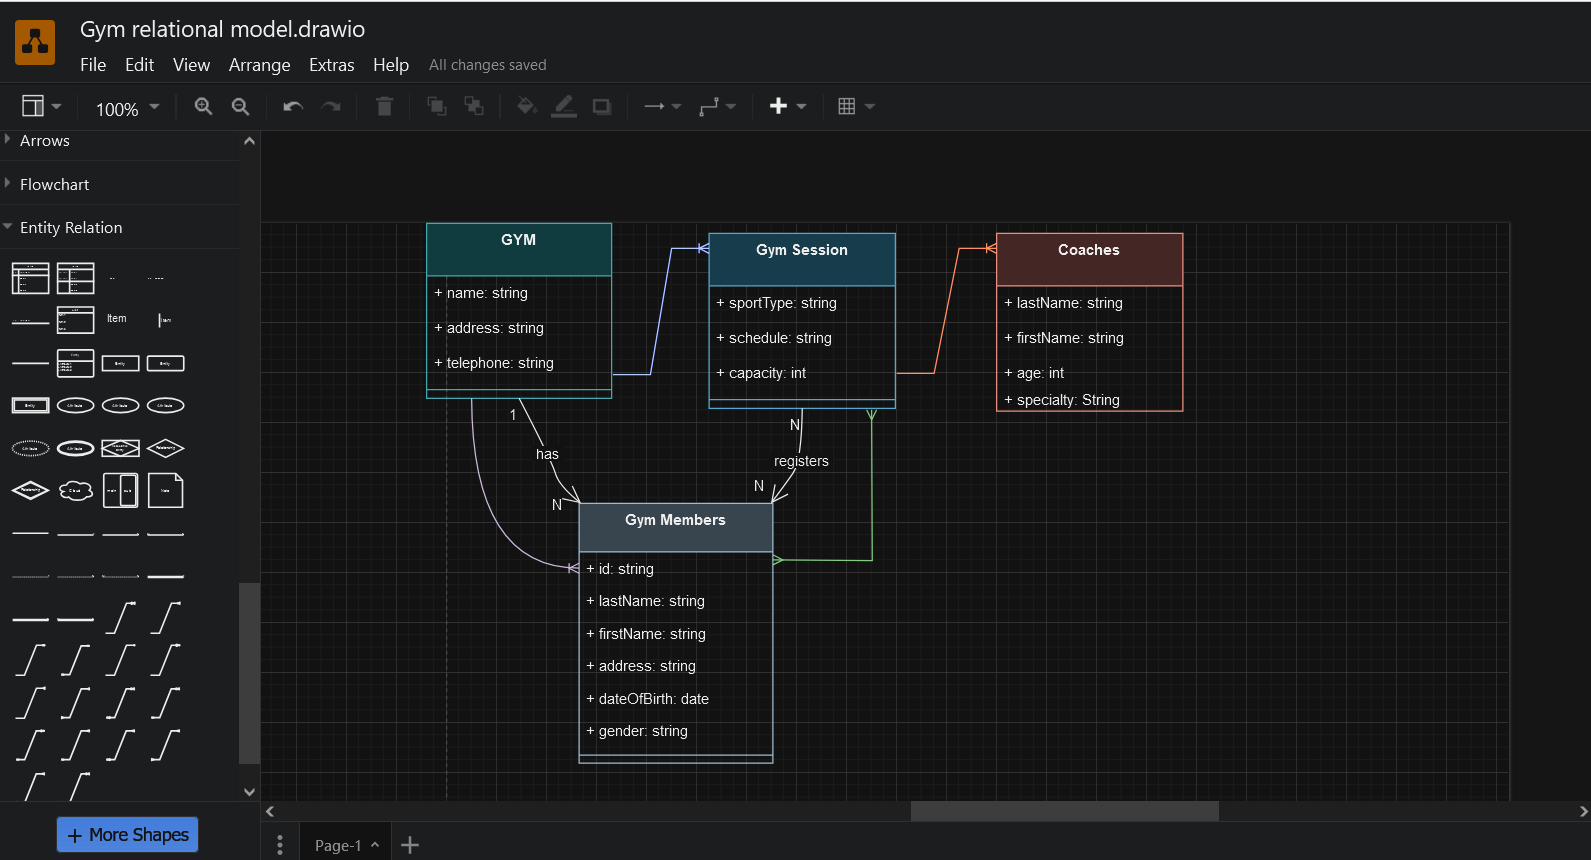 Gym relational model.drawio
File Edit View Arrange Extras Help All changes saved
100%
Arrows
Flowchart
Entity Relation
Item
+ More Shapes
GYM
+ name: string
+ address: string
+ telephone: string
Gym Session
+ sportType: string
+ schedule: string
+ capacity: int
Coaches
+ lastName: string
+ firstName: string
+ age: int
+ specialty: String
1
has
N
N
registers
N
Gym Members
+ id: string
+ lastName: string
+ firstName: string
+ address: string
+ dateOfBirth: date
+ gender: string
Page-1